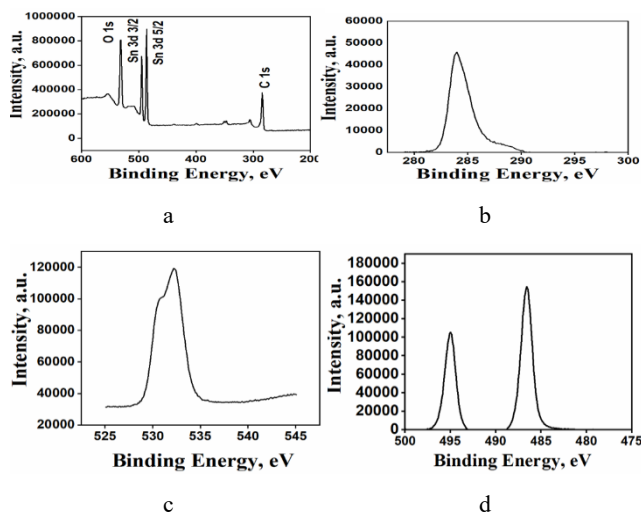 Intensity, a.u.
1000000
800000
600000
400000
200000
0
O 1s
Sn 3d 3/2
Sn 3d 5/2
C 1s
600 500 400 300 200
Binding Energy, eV
a
Intensity, a.u.
60000
50000
40000
30000
20000
10000
0
280 285 290 295 300
Binding Energy, eV
b
Intensity, a.u.
120000
100000
80000
60000
40000
20000
525 530 535 540 545
Binding Energy, eV
c
Intensity, a.u.
180000
160000
140000
120000
100000
80000
60000
40000
20000
0
500 495 490 485 480 475
Binding Energy, eV
d